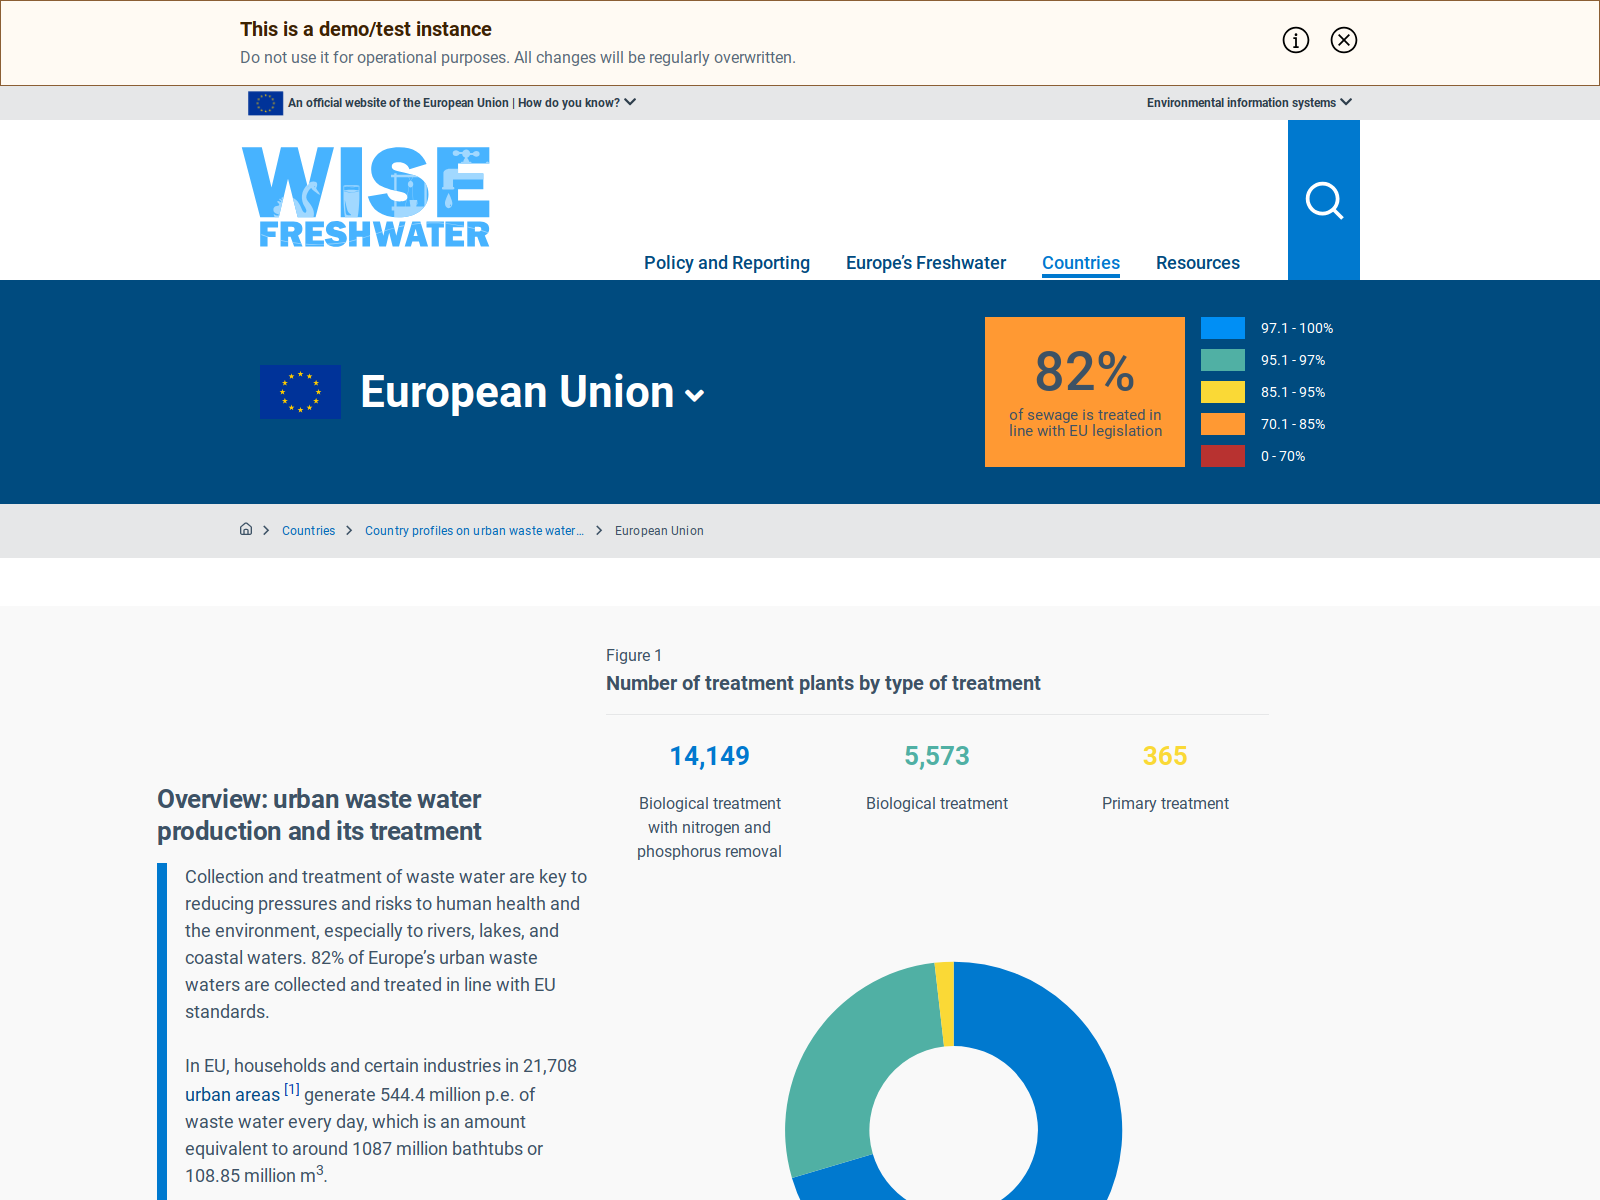 This is a demo/test instance
Do not use it for operational purposes. All changes will be regularly overwritten.
An official website of the European Union | How do you know?
Environmental information systems
WISE
FRESHWATER
Policy and Reporting
Europe’s Freshwater
Countries
Resources
European Union
82%
of sewage is treated in
line with EU legislation
97.1 - 100%
95.1 - 97%
85.1 - 95%
70.1 - 85%
0 - 70%
Countries
Country profiles on urban waste water...
European Union
Figure 1
Number of treatment plants by type of treatment
14,149
Biological treatment
with nitrogen and
phosphorus removal
5,573
Biological treatment
365
Primary treatment
Overview: urban waste water
production and its treatment
Collection and treatment of waste water are key to
reducing pressures and risks to human health and
the environment, especially to rivers, lakes, and
coastal waters. 82% of Europe’s urban waste
waters are collected and treated in line with EU
standards.
In EU, households and certain industries in 21,708
urban areas [1] generate 544.4 million p.e. of
waste water every day, which is an amount
equivalent to around 1087 million bathtubs or
108.85 million m3.